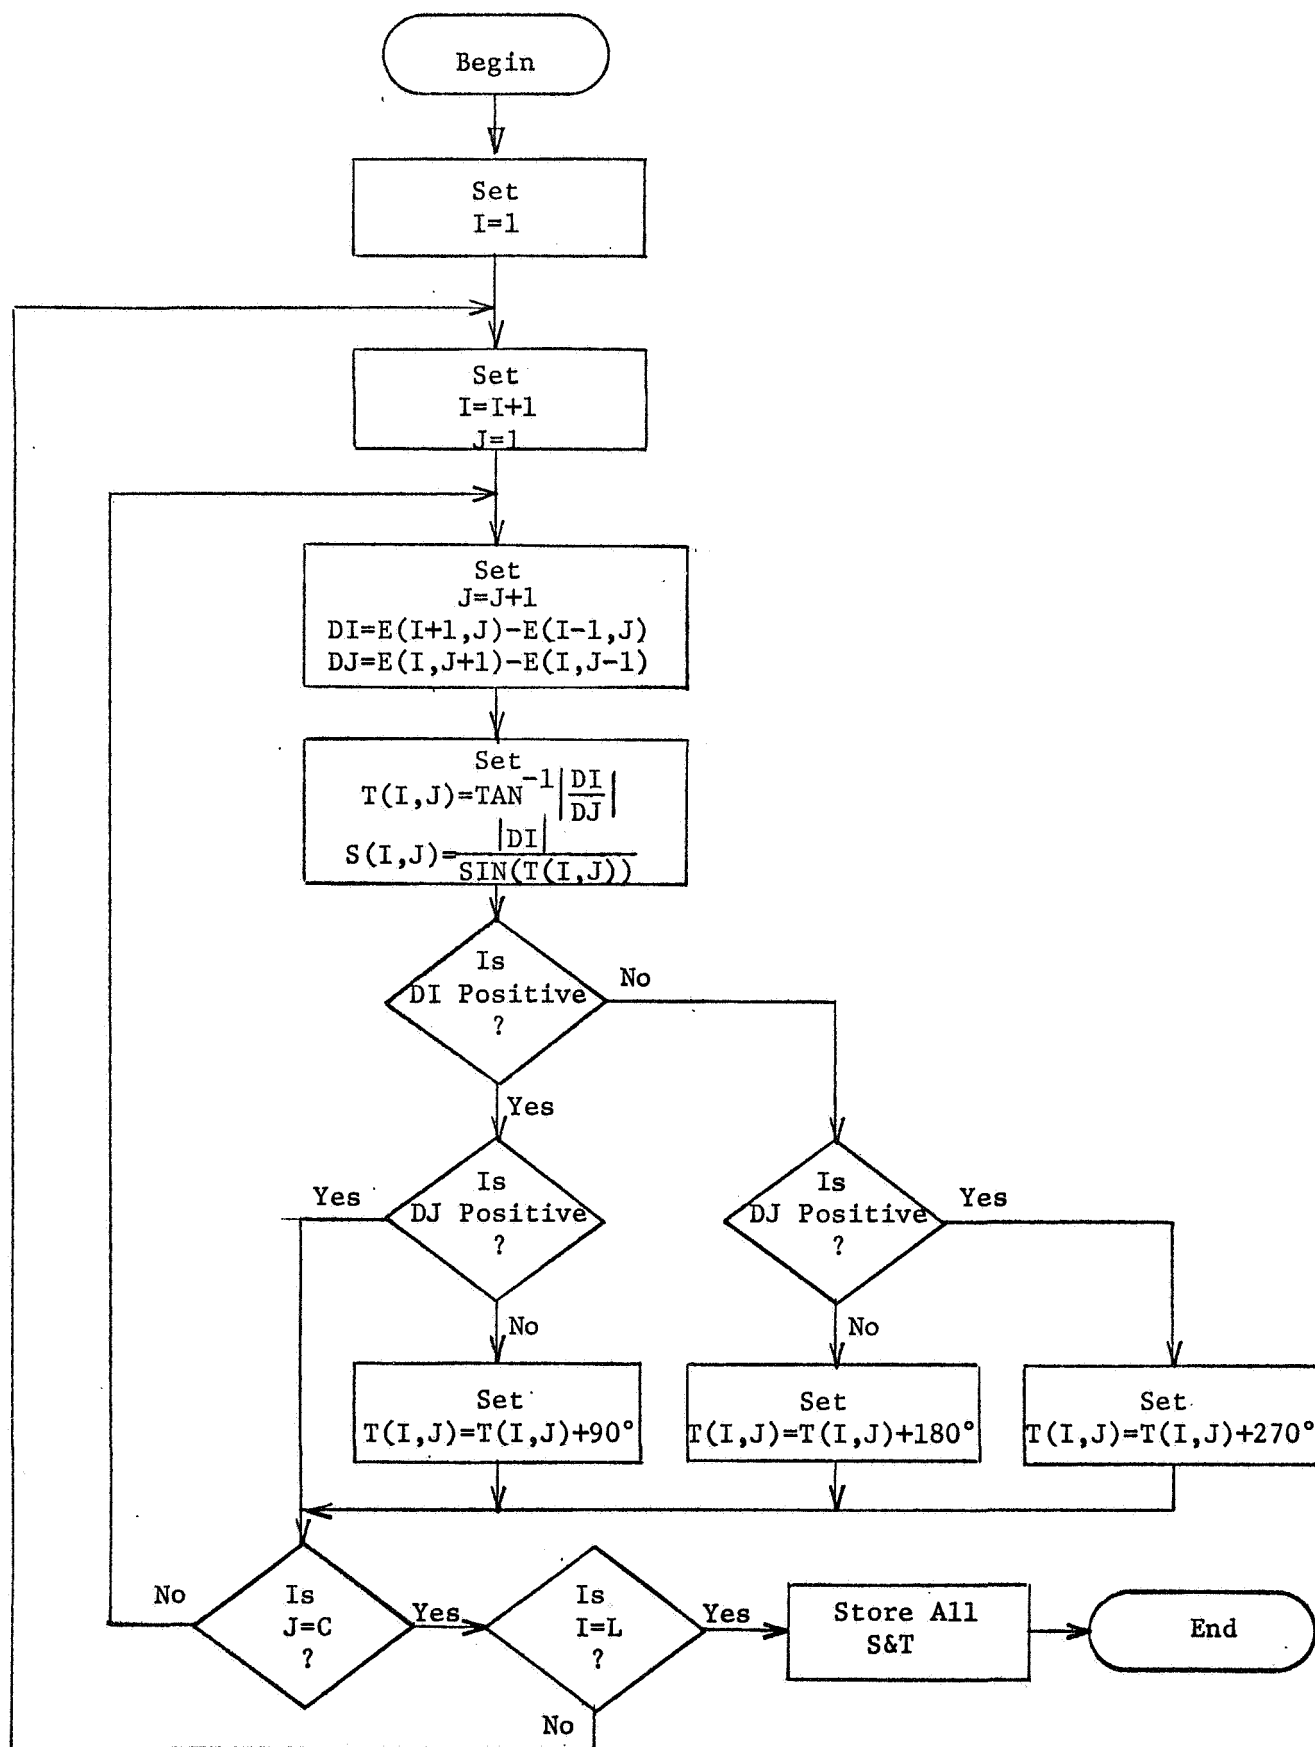 Begin
Set
I=1
Set
I=I+1
J=1
Set
J=J+1
DI=E(I+1,J)-E(I-1,J)
DJ=E(I,J+1)-E(I,J-1)
Set
T(I,J)=TAN⁻¹|DI/DJ|
S(I,J)=|DI|/SIN(T(I,J))
Is
DI Positive
?
No
Yes
Is
DJ Positive
?
Yes
No
Is
DJ Positive
?
Yes
No
Set
T(I,J)=T(I,J)+90°
Set
T(I,J)=T(I,J)+180°
Set
T(I,J)=T(I,J)+270°
No
Is
J=C
?
Yes
Is
I=L
?
Yes
No
Store All
S&T
End